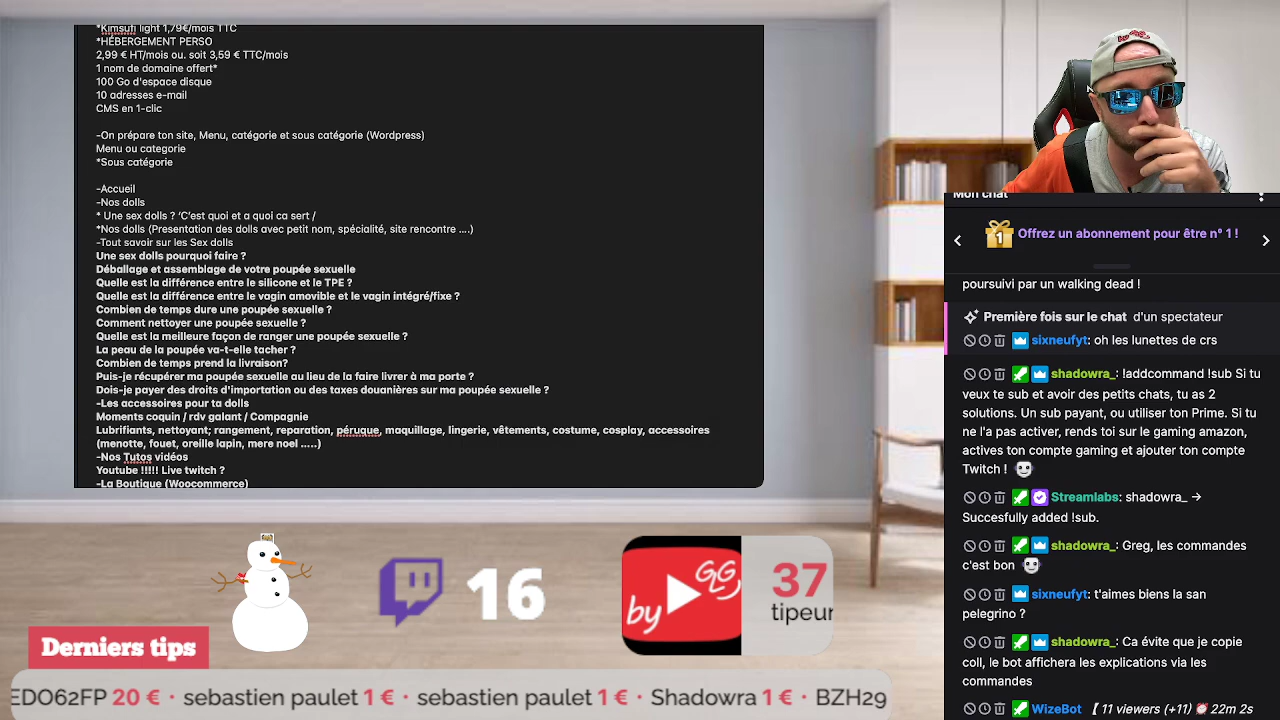 *Kimsufi light 1,79€/mois TTC
*HÉBERGEMENT PERSO
2,99 € HT/mois ou. soit 3,59 € TTC/mois
1 nom de domaine offert*
100 Go d'espace disque
10 adresses e-mail
CMS en 1-clic
-On prépare ton site, Menu, catégorie et sous catégorie (Wordpress)
Menu ou categorie
*Sous catégorie
-Accueil
-Nos dolls
* Une sex dolls ? 'C'est quoi et a quoi ca sert /
*Nos dolls (Presentation des dolls avec petit nom, spécialité, site rencontre ....)
-Tout savoir sur les Sex dolls
Une sex dolls pourquoi faire ?
Déballage et assemblage de votre poupée sexuelle
Quelle est la différence entre le silicone et le TPE ?
Quelle est la différence entre le vagin amovible et le vagin intégré/fixe ?
Combien de temps dure une poupée sexuelle ?
Comment nettoyer une poupée sexuelle ?
Quelle est la meilleure façon de ranger une poupée sexuelle ?
La peau de la poupée va-t-elle tacher ?
Combien de temps prend la livraison?
Puis-je récupérer ma poupée sexuelle au lieu de la faire livrer à ma porte ?
Dois-je payer des droits d'importation ou des taxes douanières sur ma poupée sexuelle ?
-Les accessoires pour ta dolls
Moments coquin / rdv galant / Compagnie
Lubrifiants, nettoyant; rangement, reparation, péruque, maquillage, lingerie, vêtements, costume, cosplay, accessoires
(menotte, fouet, oreille lapin, mere noel .....)
-Nos Tutos vidéos
Youtube !!!!! Live twitch ?
-La Boutique (Woocommerce)
Mon chat
1
Offrez un abonnement pour être n° 1 !
poursuivi par un walking dead !
Première fois sur le chat d'un spectateur
sixneufyt: oh les lunettes de crs
shadowra_: !addcommand !sub Si tu
veux te sub et avoir des petits chats, tu as 2
solutions. Un sub payant, ou utiliser ton Prime. Si tu
ne l'a pas activer, rends toi sur le gaming amazon,
actives ton compte gaming et ajouter ton compte
Twitch !
Streamlabs: shadowra_ ->
Succesfully added !sub.
shadowra_: Greg, les commandes
c'est bon
sixneufyt: t'aimes biens la san
pelegrino ?
shadowra_: Ca évite que je copie
coll, le bot affichera les explications via les
commandes
WizeBot 【 11 viewers (+11) ⏰ 22m 2s
16
by GLG
37
tipeur
Derniers tips
EDO62FP 20 € · sebastien paulet 1 € · sebastien paulet 1 € · Shadowra 1 € · BZH29